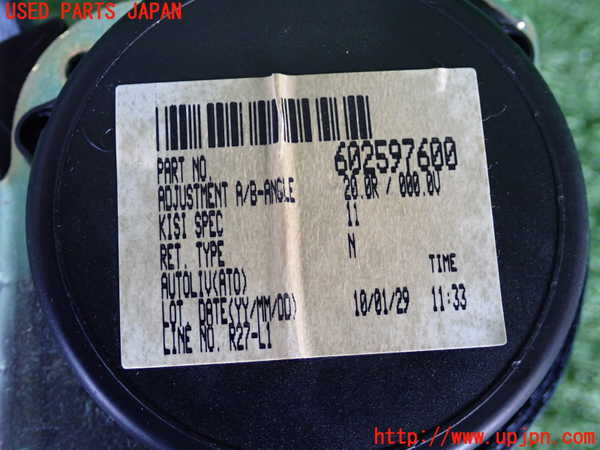 USED PARTS JAPAN
PART NO. 602597600
ADJUSTMENT A/B-ANGLE 20.0R / 000.0V
KISI SPEC 11
RET. TYPE N
AUTOLIV(ATO) TIME
LOT. DATE(YY/MM/DD) 10/01/29 11:33
LINE NO. R27-L1
http://www.upjpn.com/